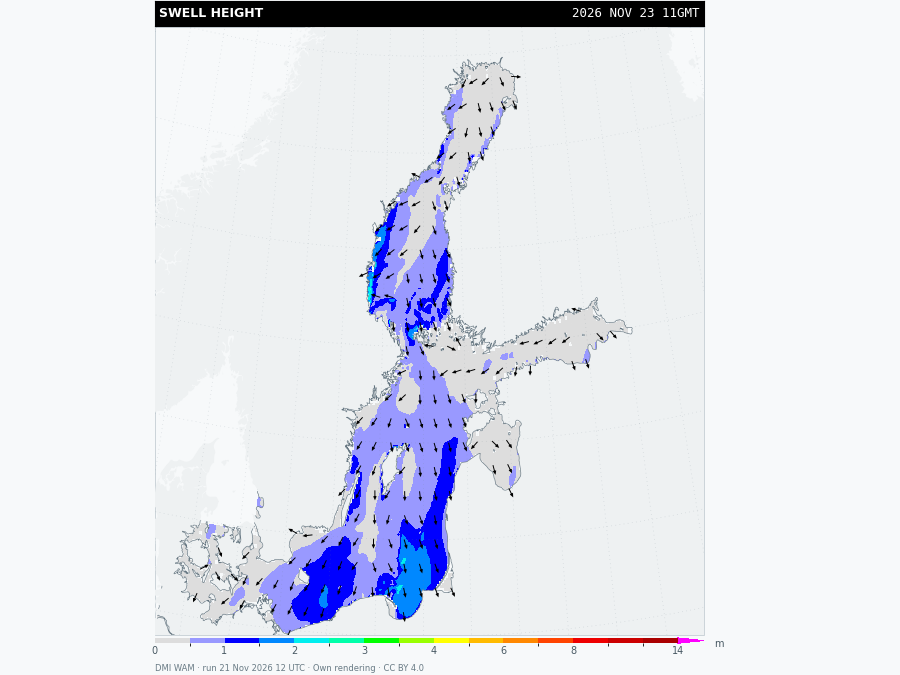 SWELL HEIGHT 2026 NOV 23 11GMT
0 1 2 3 4 6 8 14 m
DMI WAM · run 21 Nov 2026 12 UTC · Own rendering · CC BY 4.0